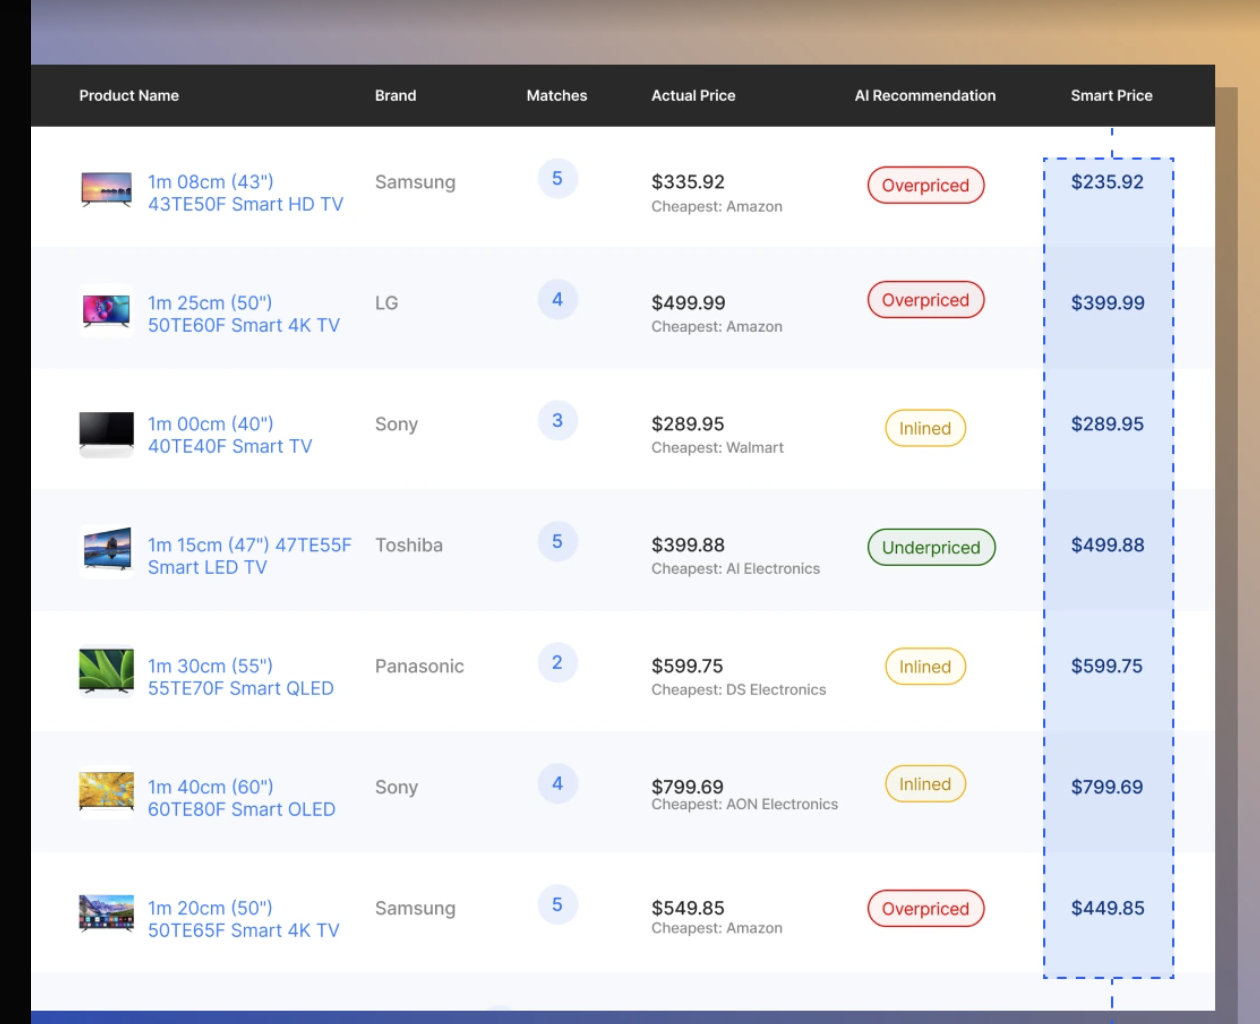 Product Name Brand Matches Actual Price AI Recommendation Smart Price
1m 08cm (43") Samsung 5 $335.92 Overpriced $235.92
43TE50F Smart HD TV Cheapest: Amazon
1m 25cm (50") LG 4 $499.99 Overpriced $399.99
50TE60F Smart 4K TV Cheapest: Amazon
1m 00cm (40") Sony 3 $289.95 Inlined $289.95
40TE40F Smart TV Cheapest: Walmart
1m 15cm (47") 47TE55F Toshiba 5 $399.88 Underpriced $499.88
Smart LED TV Cheapest: AI Electronics
1m 30cm (55") Panasonic 2 $599.75 Inlined $599.75
55TE70F Smart QLED Cheapest: DS Electronics
1m 40cm (60") Sony 4 $799.69 Inlined $799.69
60TE80F Smart OLED Cheapest: AON Electronics
1m 20cm (50") Samsung 5 $549.85 Overpriced $449.85
50TE65F Smart 4K TV Cheapest: Amazon